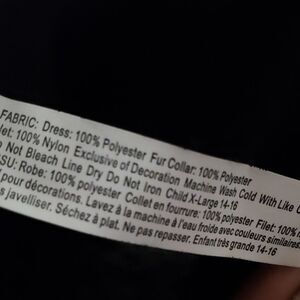 FABRIC: Dress: 100% Polyester Fur Collar: 100% Polyester
let: 100% Nylon Exclusive of Decoration Machine Wash Cold With Like C
Not Bleach Line Dry Do Not Iron Child X-Large 14-16
SU: Robe: 100% polyester Collet en fourrure: 100% polyester Filet: 100%
pour décorations. Lavez à la machine à l'eau froide avec couleurs similaires
s javelliser. Séchez à plat. Ne pas repasser. Enfant très grande 14-16